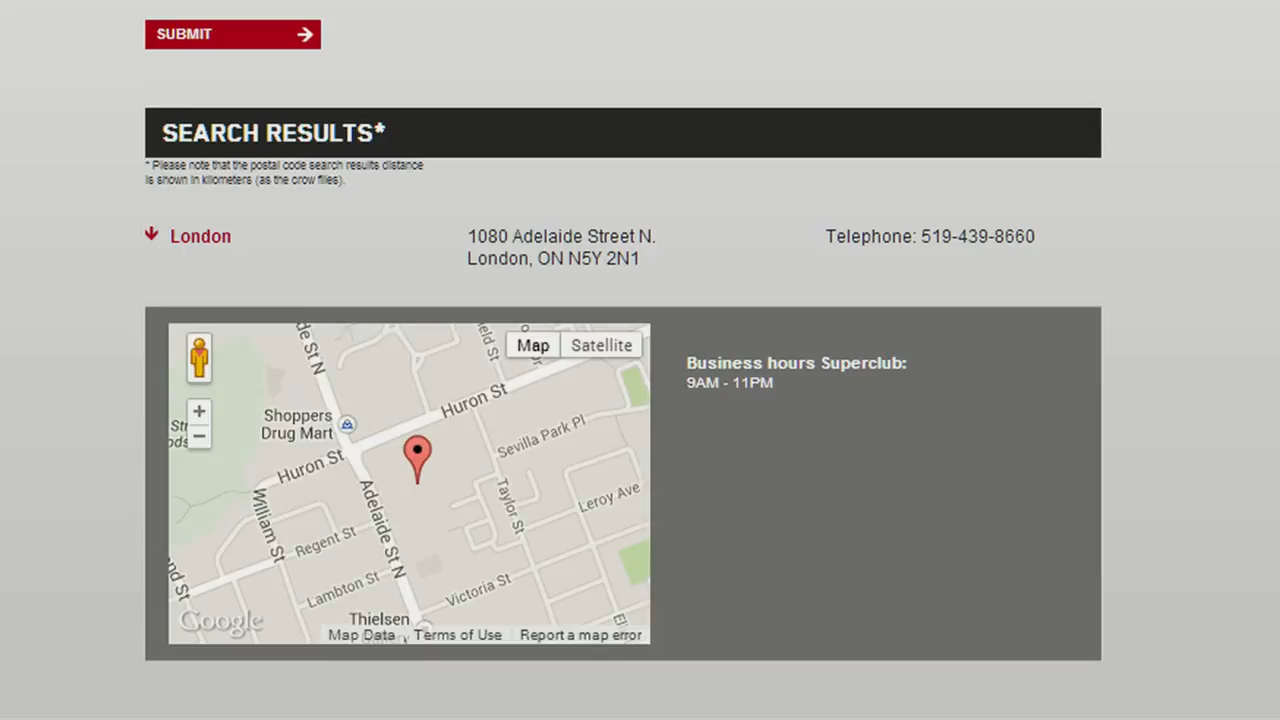 SUBMIT
SEARCH RESULTS*
* Please note that the postal code search results distance
is shown in kilometers (as the crow flies).
London
1080 Adelaide Street N.
London, ON N5Y 2N1
Telephone: 519-439-8660
Map
Satellite
Huron St
Shoppers
Drug Mart
Sevilla Park Pl
Huron St
Adelaide St N
Taylor St
Leroy Ave
William St
Regent St
Lambton St
Victoria St
Thielsen
Google
Map Data
Terms of Use
Report a map error
Business hours Superclub:
9AM - 11PM